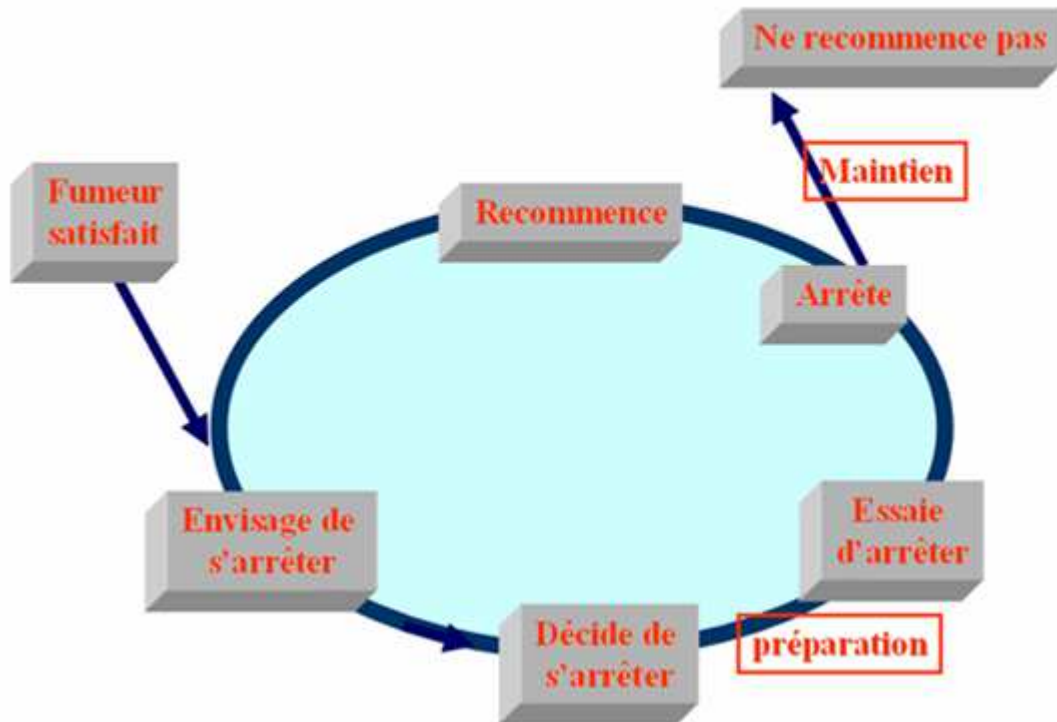 Ne recommence pas
Maintien
Fumeur
satisfait
Recommence
Arrête
Envisage de
s'arrêter
Essaie
d'arrêter
Décide de
s'arrêter
préparation